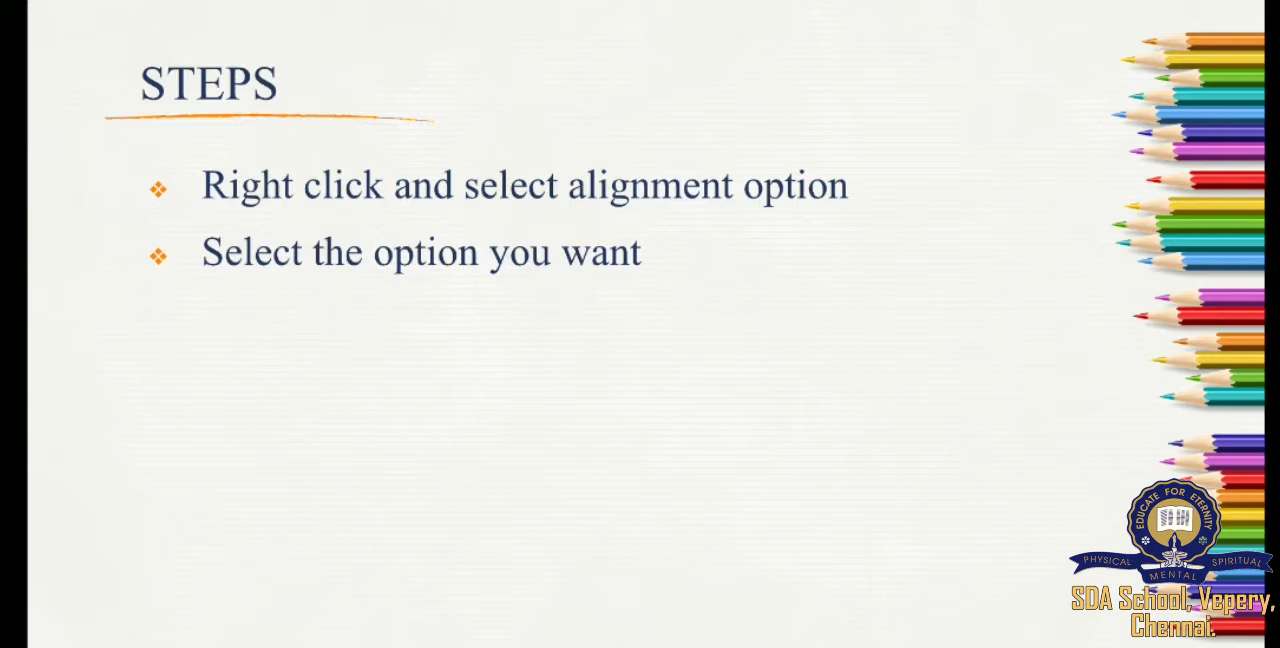 STEPS
Right click and select alignment option
Select the option you want
EDUCATE FOR ETERNITY
PHYSICAL MENTAL SPIRITUAL
SDA School, Vepery,
Chennai.